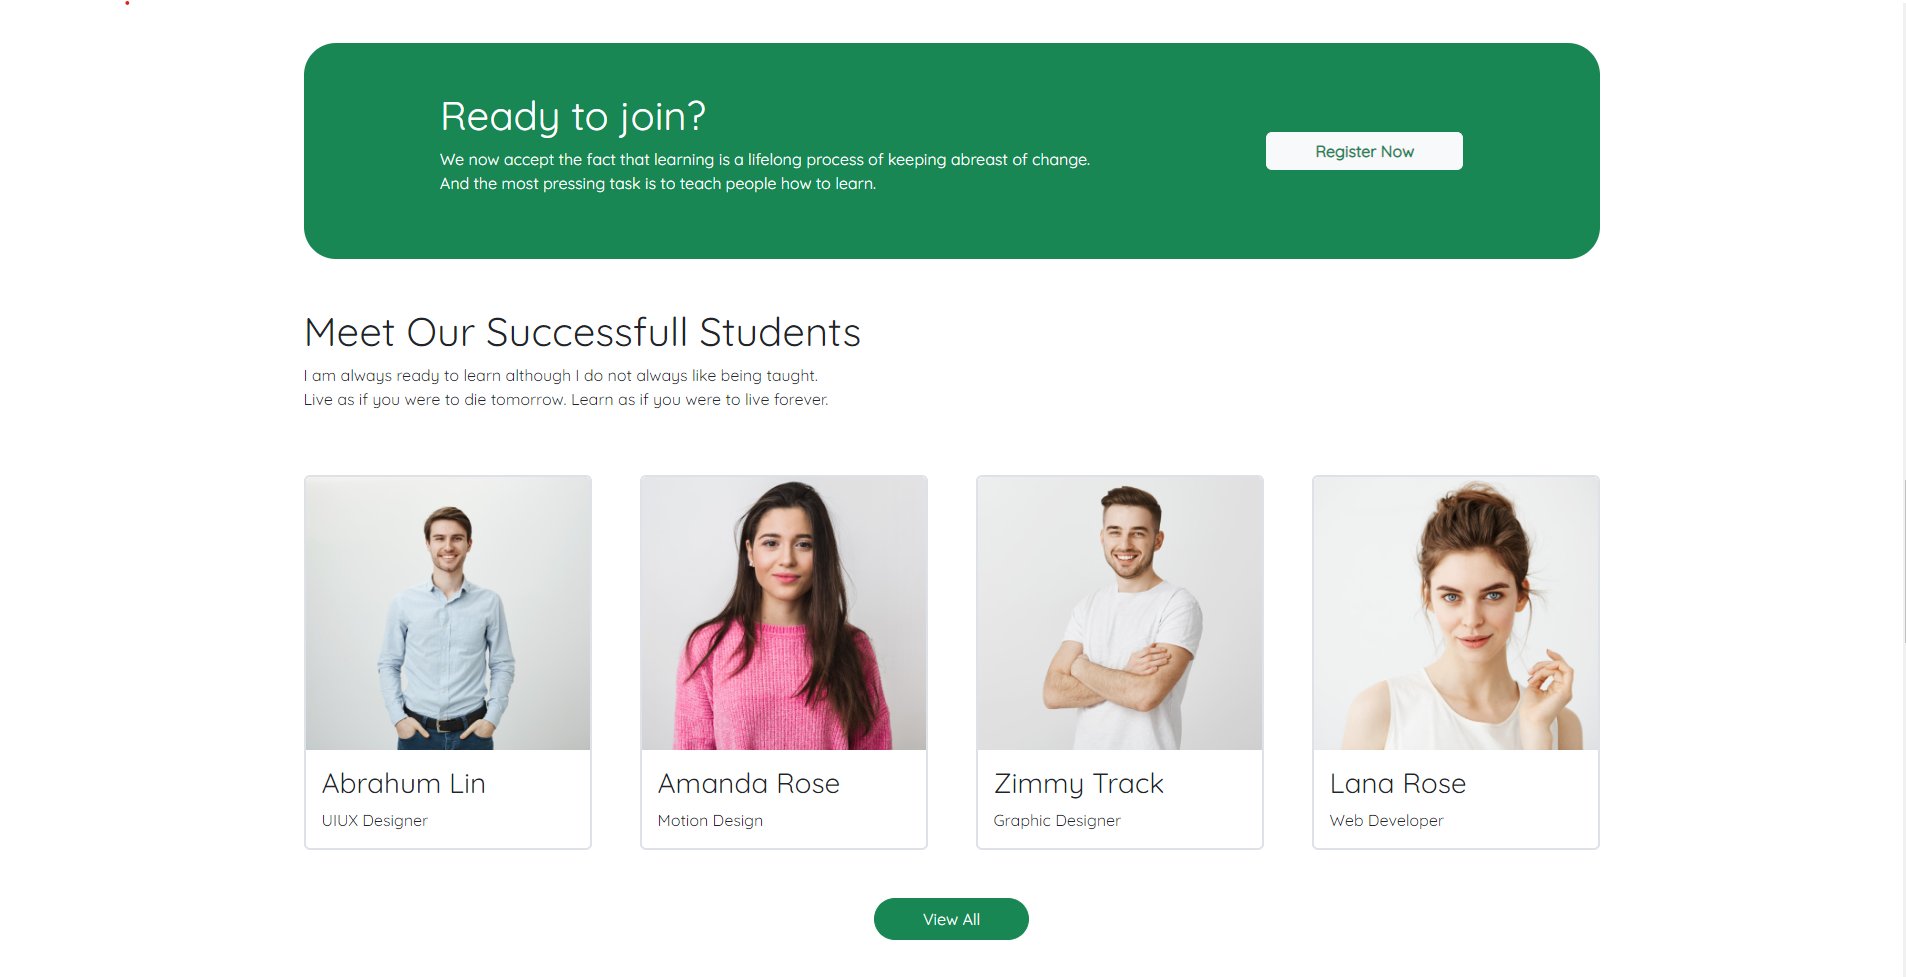 Ready to join?
We now accept the fact that learning is a lifelong process of keeping abreast of change.
And the most pressing task is to teach people how to learn.
Register Now
Meet Our Successfull Students
I am always ready to learn although I do not always like being taught.
Live as if you were to die tomorrow. Learn as if you were to live forever.
Abrahum Lin
UIUX Designer
Amanda Rose
Motion Design
Zimmy Track
Graphic Designer
Lana Rose
Web Developer
View All